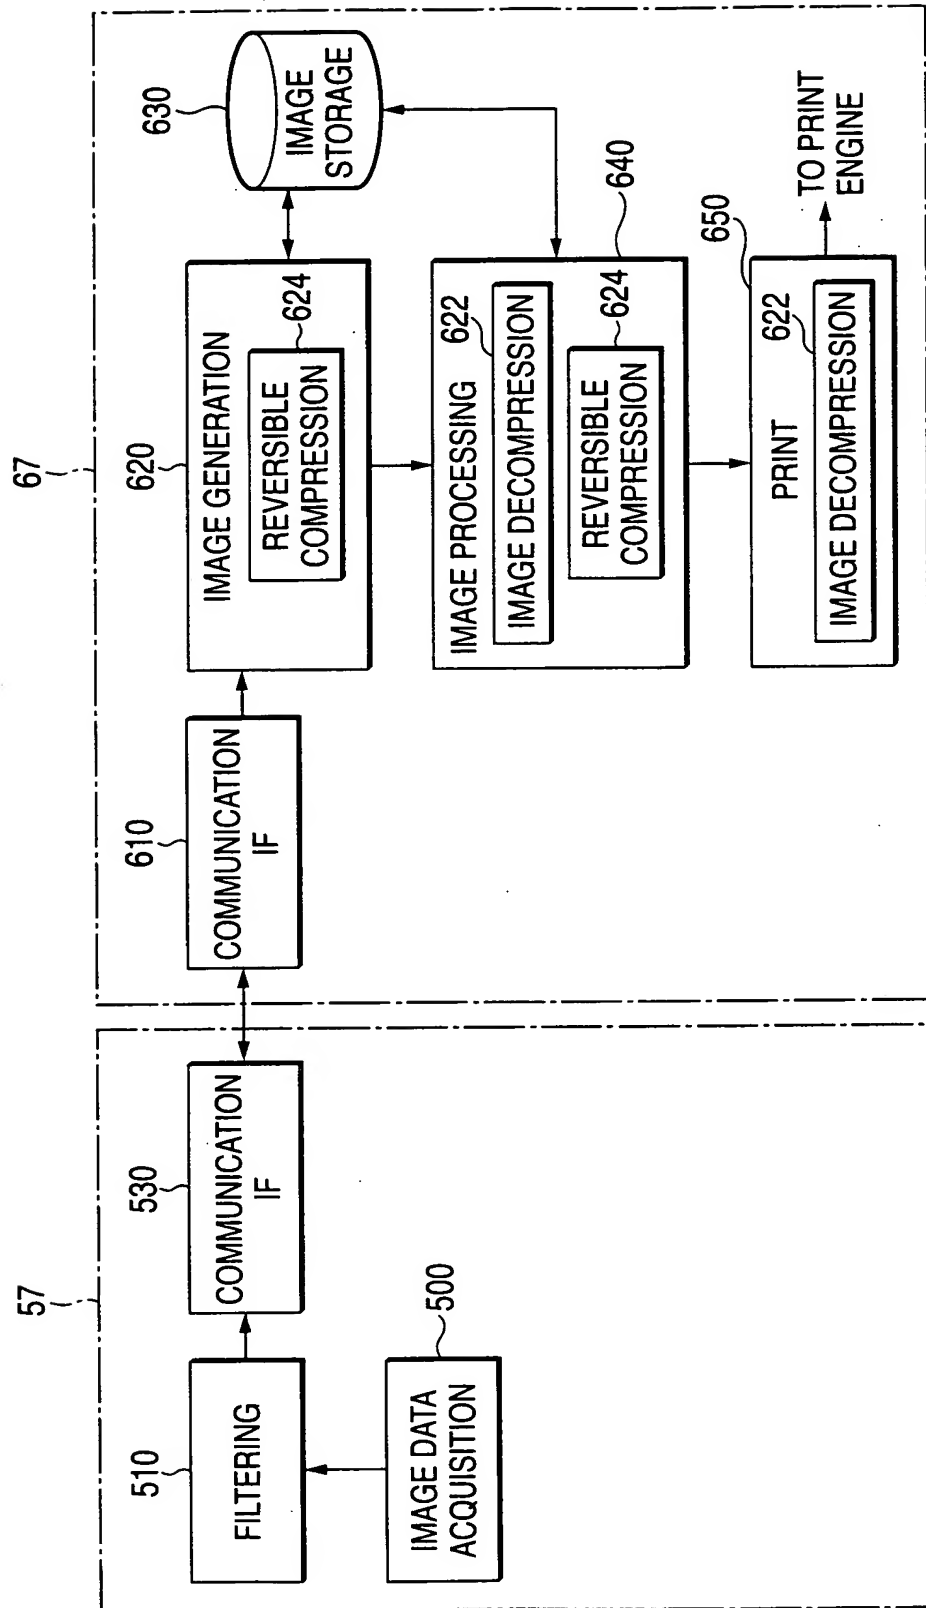 57
510
FILTERING
530
COMMUNICATION
IF
500
IMAGE DATA
ACQUISITION
67
610
COMMUNICATION
IF
620
IMAGE GENERATION
624
REVERSIBLE
COMPRESSION
630
IMAGE
STORAGE
640
IMAGE PROCESSING
622
IMAGE DECOMPRESSION
624
REVERSIBLE
COMPRESSION
650
PRINT
622
IMAGE DECOMPRESSION
TO PRINT
ENGINE